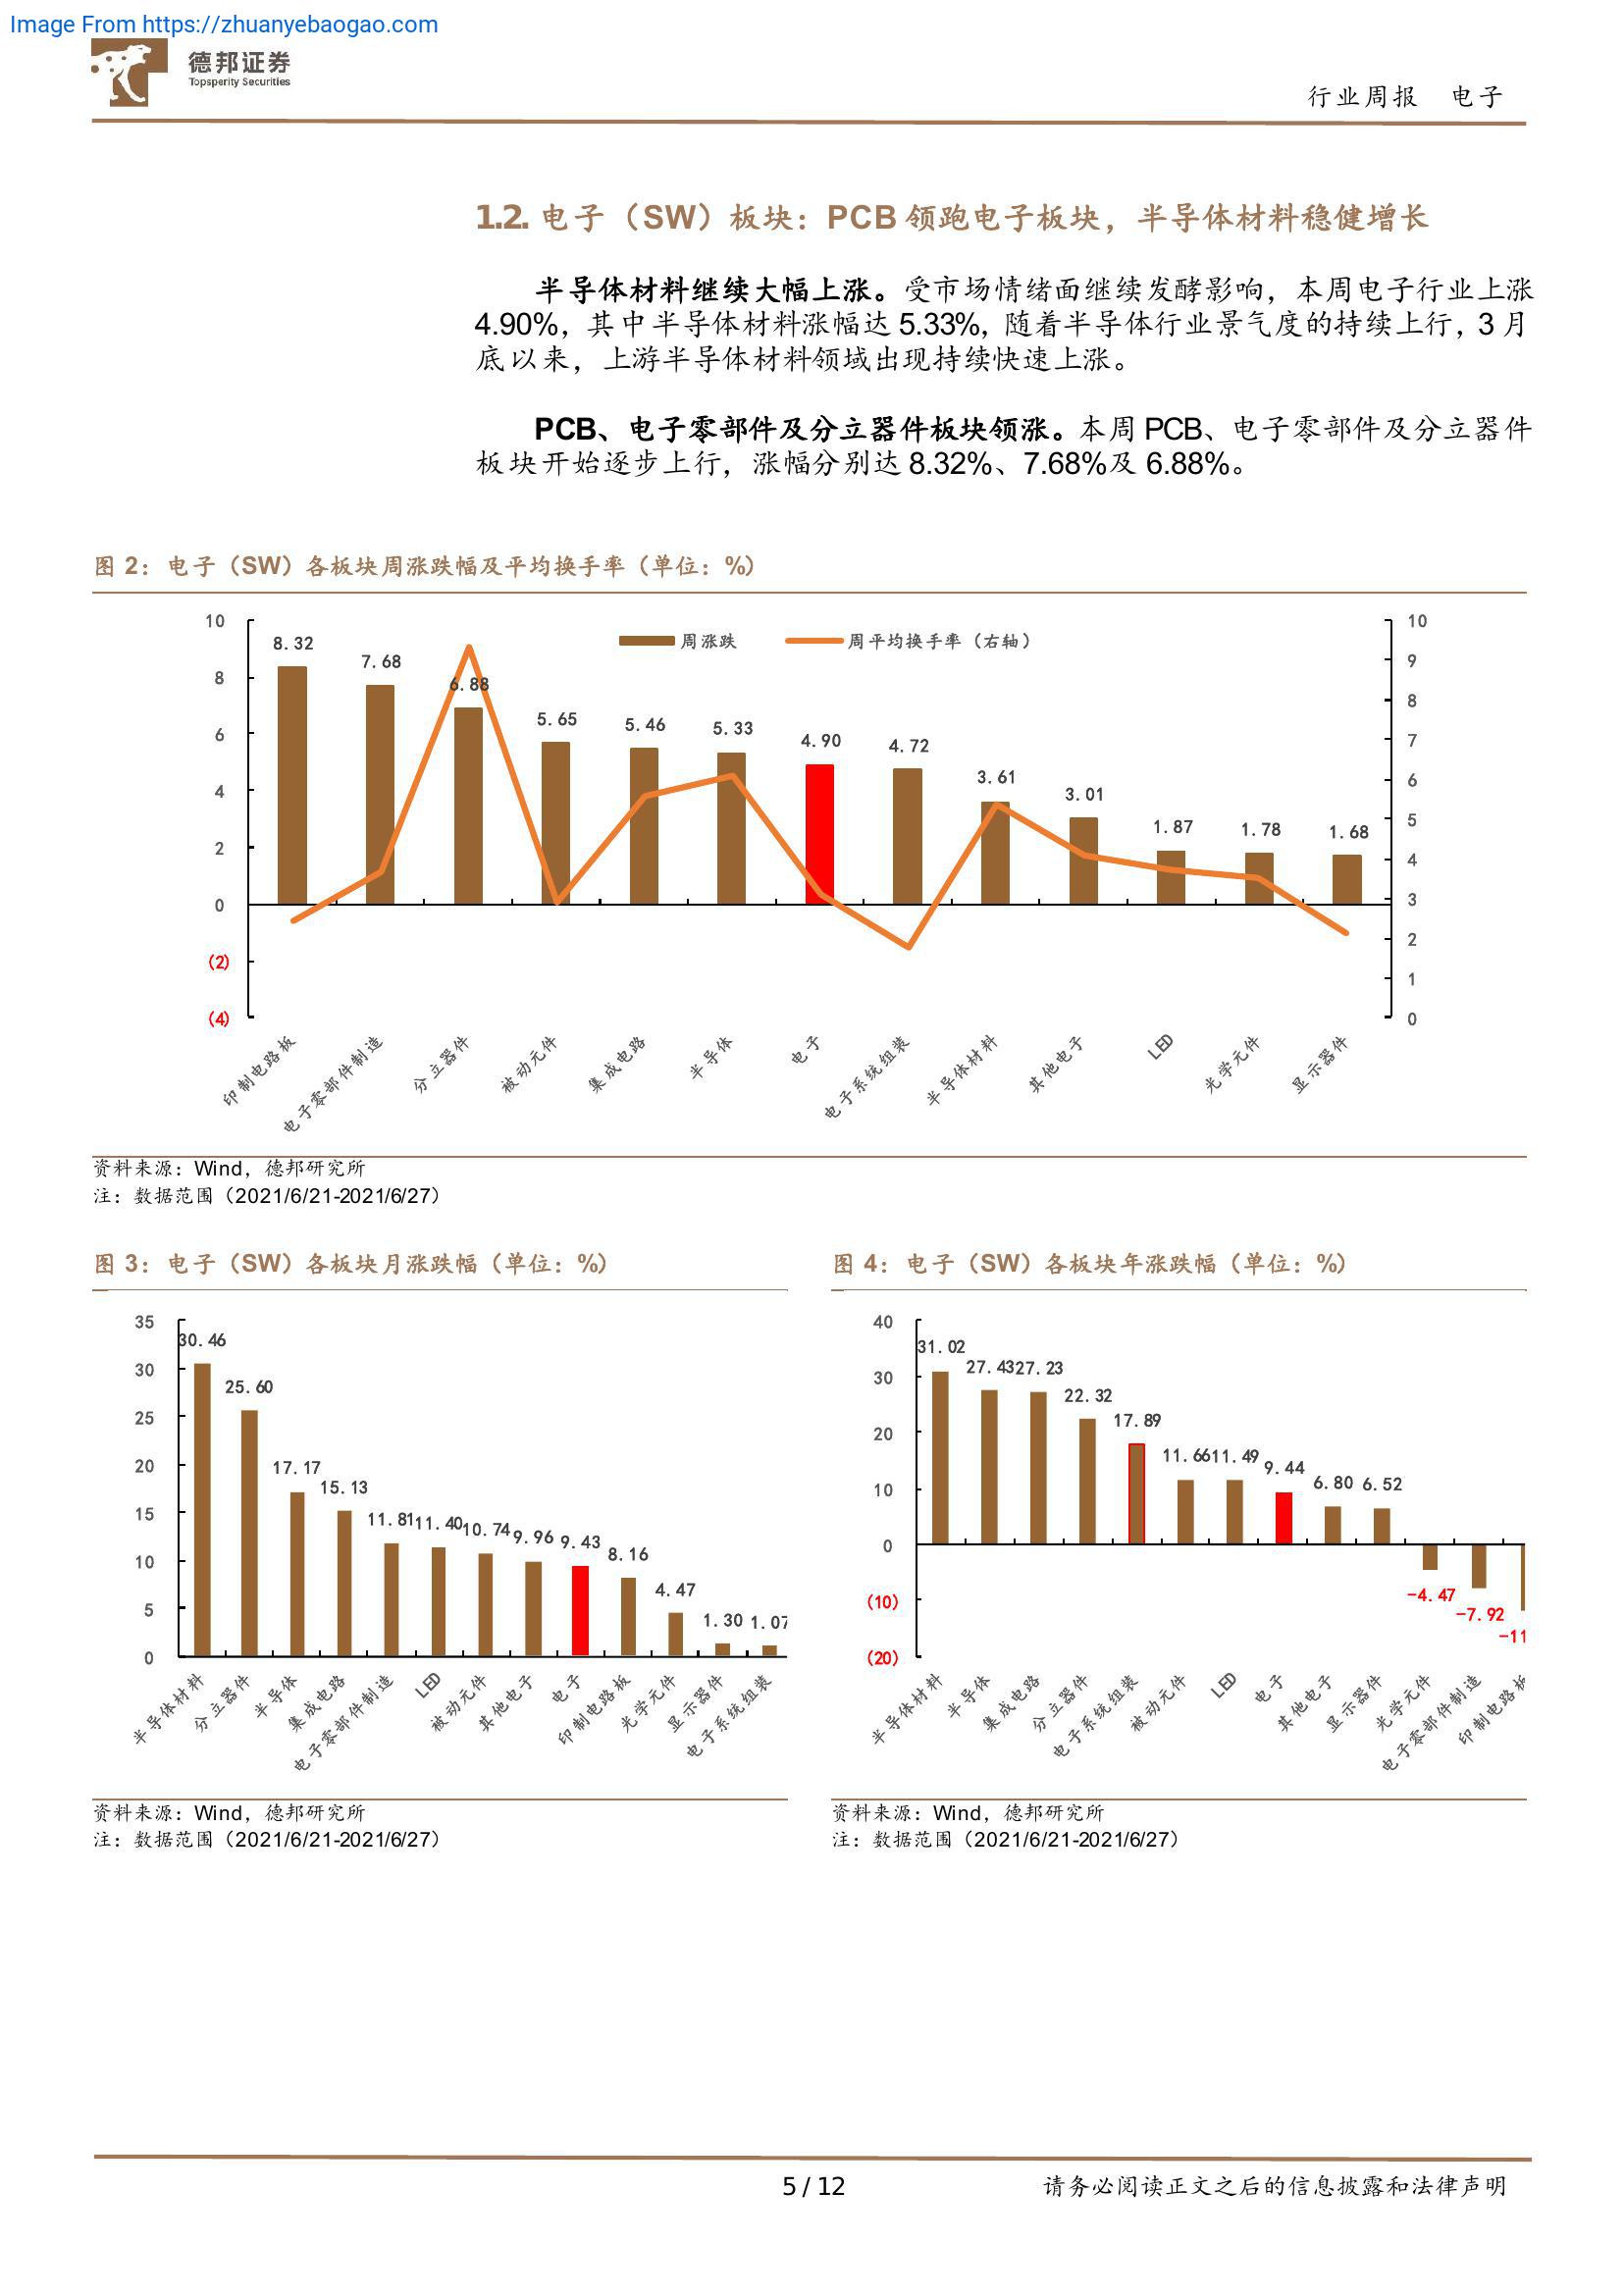 Image From https://zhuanyebaogao.com
德邦证券
Topsperity Securities
行业周报 电子
1.2. 电子（SW）板块：PCB 领跑电子板块，半导体材料稳健增长
半导体材料继续大幅上涨。受市场情绪面继续发酵影响，本周电子行业上涨
4.90%，其中半导体材料涨幅达 5.33%，随着半导体行业景气度的持续上行，3 月
底以来，上游半导体材料领域出现持续快速上涨。
PCB、电子零部件及分立器件板块领涨。本周 PCB、电子零部件及分立器件
板块开始逐步上行，涨幅分别达 8.32%、7.68%及 6.88%。
图 2：电子（SW）各板块周涨跌幅及平均换手率（单位：%）
周涨跌 周平均换手率（右轴）
10
8
6
4
2
0
(2)
(4)
8.32 7.68 6.88 5.65 5.46 5.33 4.90 4.72 3.61 3.01 1.87 1.78 1.68
10
9
8
7
6
5
4
3
2
1
0
印制电路板 电子零部件制造 分立器件 被动元件 集成电路 半导体 电子 电子系统组装 半导体材料 其他电子 LED 光学元件 显示器件
资料来源：Wind，德邦研究所
注：数据范围（2021/6/21-2021/6/27）
图 3：电子（SW）各板块月涨跌幅（单位：%）
35
30
25
20
15
10
5
0
30.46 25.60 17.17 15.13 11.81 11.40 10.74 9.96 9.43 8.16 4.47 1.30 1.07
半导体材料 分立器件 半导体 集成电路 电子零部件制造 LED 被动元件 其他电子 电子 印制电路板 光学元件 显示器件 电子系统组装
资料来源：Wind，德邦研究所
注：数据范围（2021/6/21-2021/6/27）
图 4：电子（SW）各板块年涨跌幅（单位：%）
40
30
20
10
0
(10)
(20)
31.02 27.43 27.23 22.32 17.89 11.66 11.49 9.44 6.80 6.52 -4.47 -7.92 -11
半导体材料 半导体 集成电路 分立器件 电子系统组装 被动元件 LED 电子 其他电子 显示器件 光学元件 电子零部件制造 印制电路板
资料来源：Wind，德邦研究所
注：数据范围（2021/6/21-2021/6/27）
5 / 12
请务必阅读正文之后的信息披露和法律声明